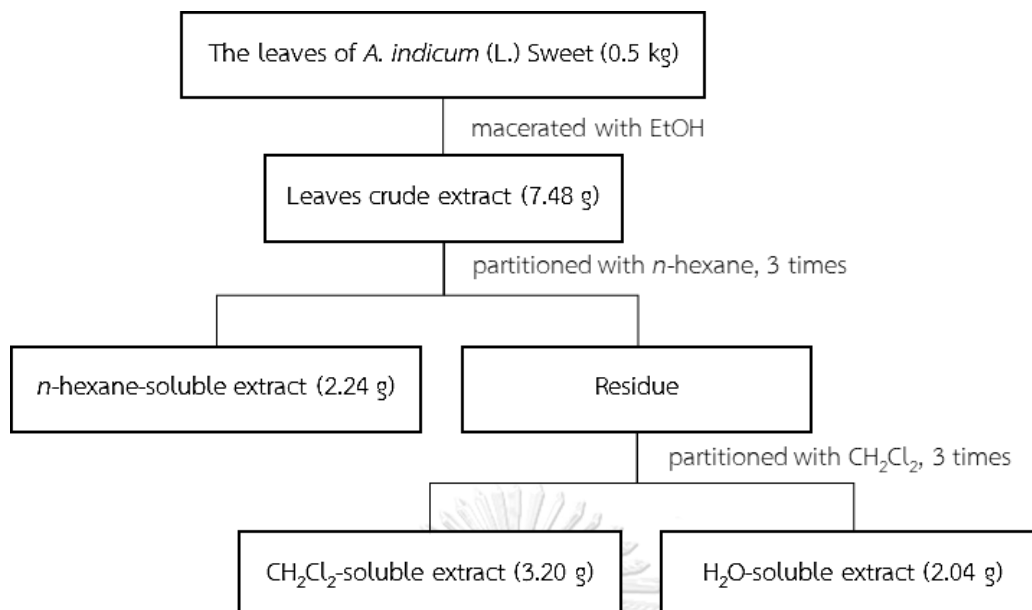 The leaves of A. indicum (L.) Sweet (0.5 kg)
macerated with EtOH
Leaves crude extract (7.48 g)
partitioned with n-hexane, 3 times
n-hexane-soluble extract (2.24 g)
Residue
partitioned with CH₂Cl₂, 3 times
CH₂Cl₂-soluble extract (3.20 g)
H₂O-soluble extract (2.04 g)